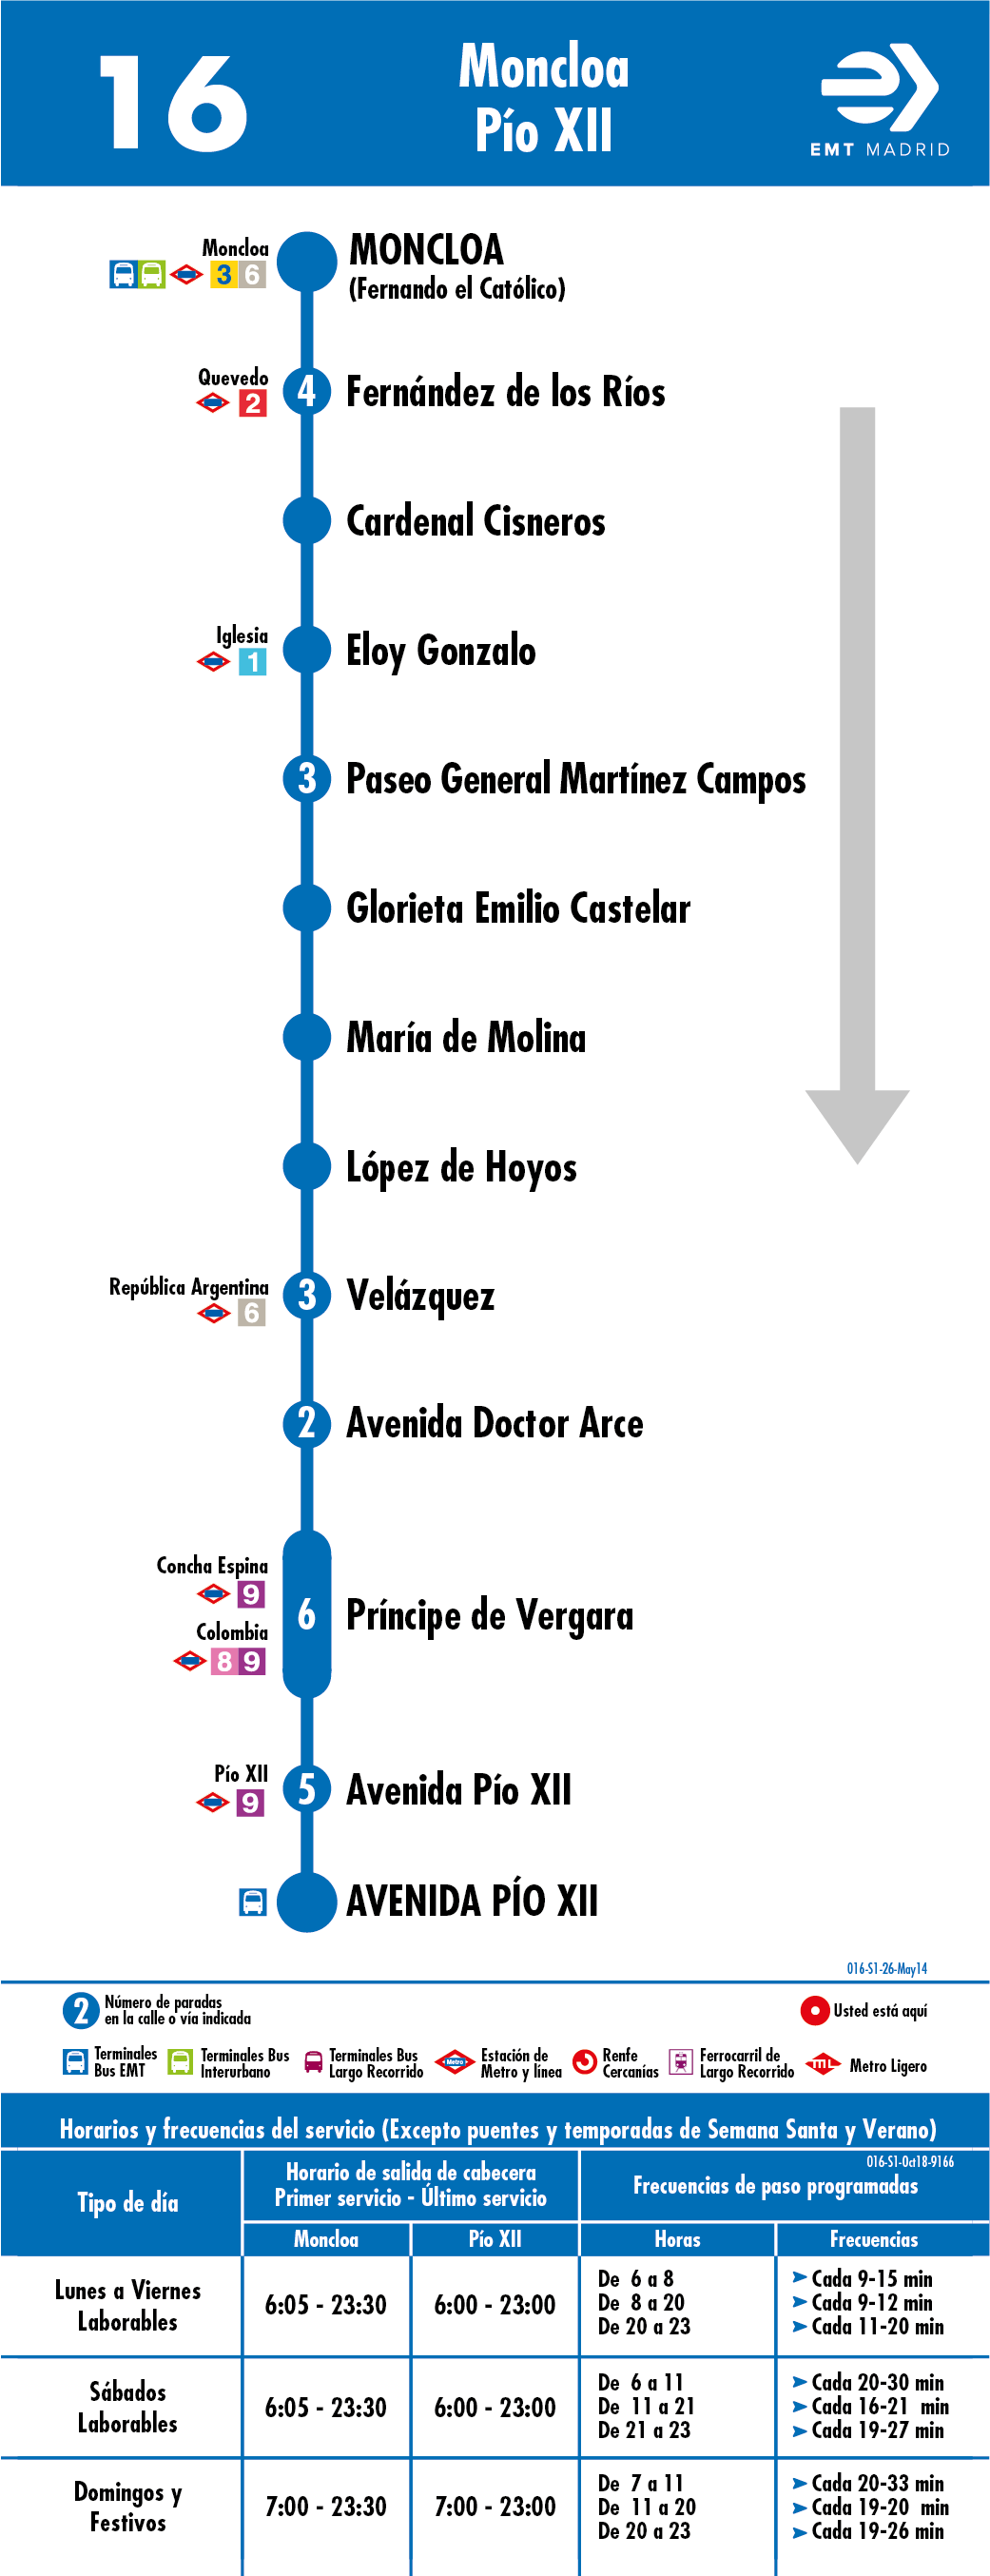 16
Moncloa
Pío XII
EMT MADRID
Moncloa
3 6
MONCLOA
(Fernando el Católico)
Quevedo
2
4
Fernández de los Ríos
Cardenal Cisneros
Iglesia
1
Eloy Gonzalo
3
Paseo General Martínez Campos
Glorieta Emilio Castelar
María de Molina
López de Hoyos
República Argentina
6
3
Velázquez
2
Avenida Doctor Arce
Concha Espina
9
Colombia
8 9
6
Príncipe de Vergara
Pío XII
9
5
Avenida Pío XII
AVENIDA PÍO XII
016-S1-26-May14
2
Número de paradas
en la calle o vía indicada
Usted está aquí
Terminales
Bus EMT
Terminales Bus
Interurbano
Terminales Bus
Largo Recorrido
Metro
Estación de
Metro y línea
Renfe
Cercanías
Ferrocarril de
Largo Recorrido
ML
Metro Ligero
Horarios y frecuencias del servicio (Excepto puentes y temporadas de Semana Santa y Verano)
016-S1-Oct18-9166
Tipo de día
Horario de salida de cabecera
Primer servicio - Último servicio
Frecuencias de paso programadas
Moncloa
Pío XII
Horas
Frecuencias
Lunes a Viernes
Laborables
6:05 - 23:30
6:00 - 23:00
De 6 a 8
Cada 9-15 min
De 8 a 20
Cada 9-12 min
De 20 a 23
Cada 11-20 min
Sábados
Laborables
6:05 - 23:30
6:00 - 23:00
De 6 a 11
Cada 20-30 min
De 11 a 21
Cada 16-21 min
De 21 a 23
Cada 19-27 min
Domingos y
Festivos
7:00 - 23:30
7:00 - 23:00
De 7 a 11
Cada 20-33 min
De 11 a 20
Cada 19-20 min
De 20 a 23
Cada 19-26 min